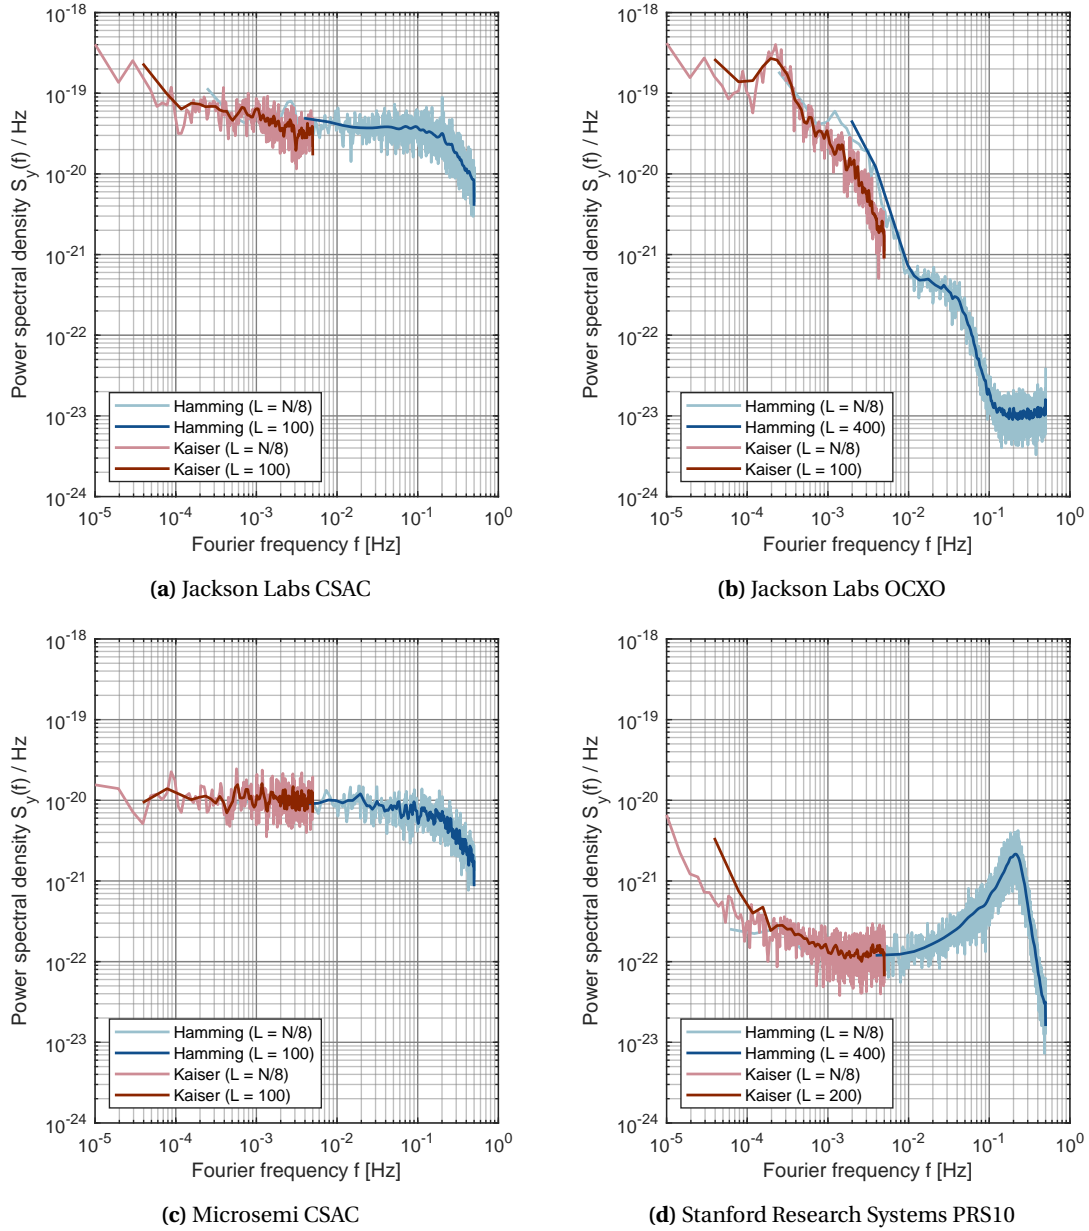 10^-18
10^-19
10^-20
10^-21
10^-22
10^-23
10^-24
Power spectral density S_y(f) / Hz
Hamming (L = N/8)
Hamming (L = 100)
Kaiser (L = N/8)
Kaiser (L = 100)
10^-5 10^-4 10^-3 10^-2 10^-1 10^0
Fourier frequency f [Hz]
(a) Jackson Labs CSAC
10^-18
10^-19
10^-20
10^-21
10^-22
10^-23
10^-24
Power spectral density S_y(f) / Hz
Hamming (L = N/8)
Hamming (L = 400)
Kaiser (L = N/8)
Kaiser (L = 100)
10^-5 10^-4 10^-3 10^-2 10^-1 10^0
Fourier frequency f [Hz]
(b) Jackson Labs OCXO
10^-18
10^-19
10^-20
10^-21
10^-22
10^-23
10^-24
Power spectral density S_y(f) / Hz
Hamming (L = N/8)
Hamming (L = 100)
Kaiser (L = N/8)
Kaiser (L = 100)
10^-5 10^-4 10^-3 10^-2 10^-1 10^0
Fourier frequency f [Hz]
(c) Microsemi CSAC
10^-18
10^-19
10^-20
10^-21
10^-22
10^-23
10^-24
Power spectral density S_y(f) / Hz
Hamming (L = N/8)
Hamming (L = 400)
Kaiser (L = N/8)
Kaiser (L = 200)
10^-5 10^-4 10^-3 10^-2 10^-1 10^0
Fourier frequency f [Hz]
(d) Stanford Research Systems PRS10